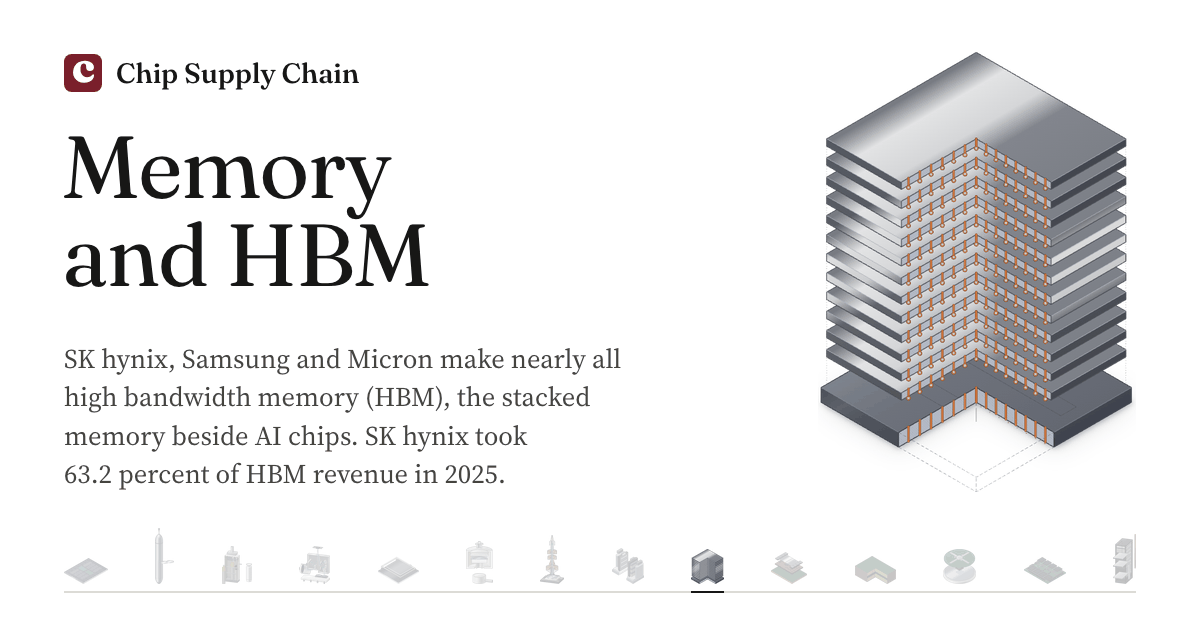 C
Chip Supply Chain
Memory
and HBM
SK hynix, Samsung and Micron make nearly all
high bandwidth memory (HBM), the stacked
memory beside AI chips. SK hynix took
63.2 percent of HBM revenue in 2025.